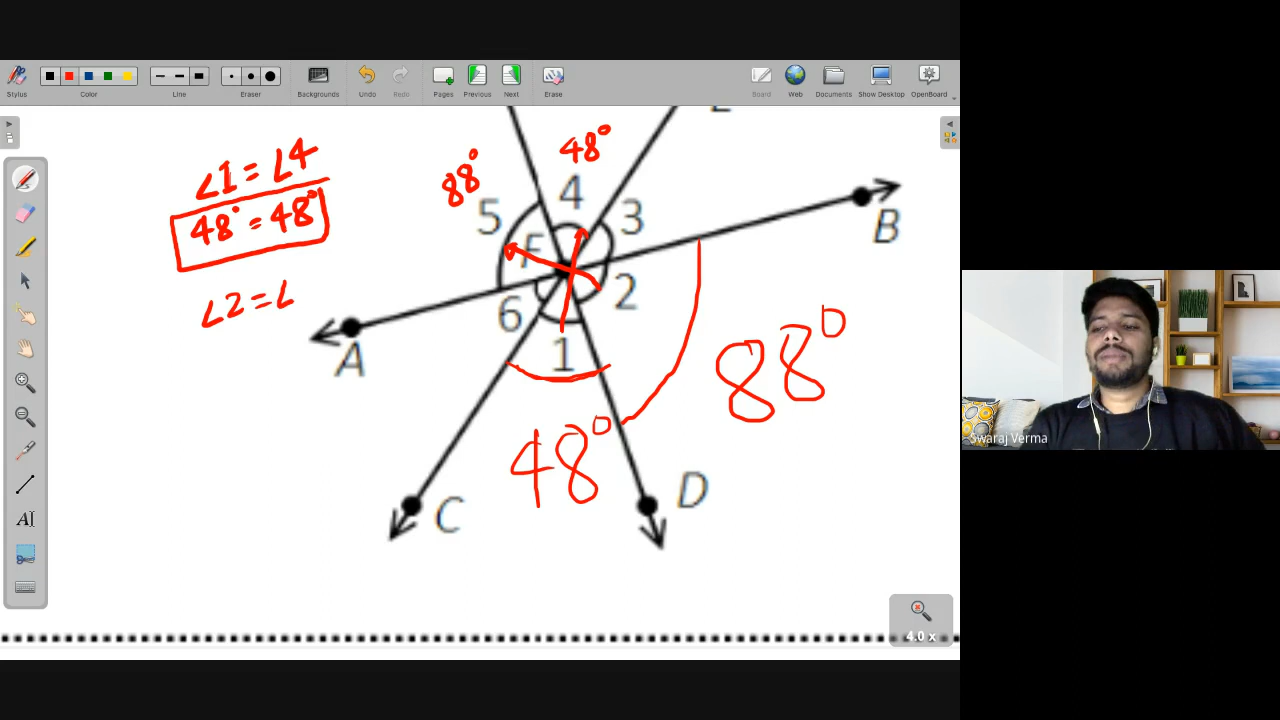 Stylus
Color
Line
Eraser
Backgrounds
Undo
Redo
Pages
Previous
Next
Erase
Board
Web
Documents
Show Desktop
OpenBoard
∠1 = ∠4
48° = 48°
∠2 = ∠
88°
48°
5
4
3
F
B
6
2
A
1
88°
48°
C
D
Swaraj Verma
4.0 x